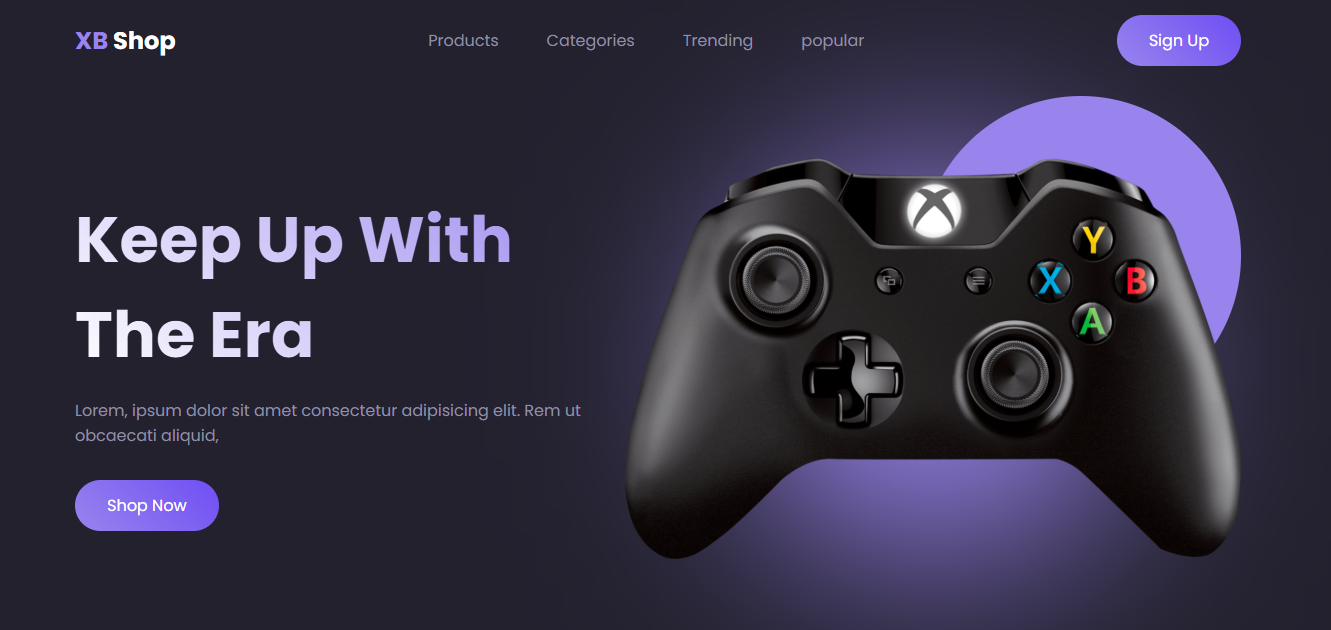 XB Shop
Products Categories Trending popular
Sign Up
Keep Up With
The Era
Lorem, ipsum dolor sit amet consectetur adipisicing elit. Rem ut
obcaecati aliquid,
Shop Now
Y
X
B
A